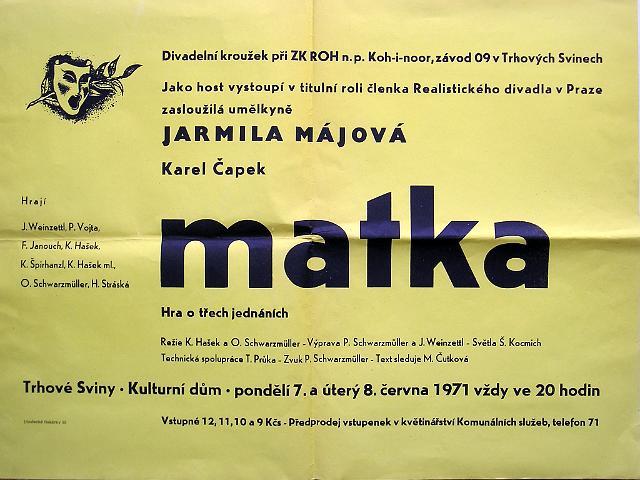 Divadelní kroužek při ZK ROH n. p. Koh-i-noor, závod 09 v Trhových Svinech
Jako host vystoupí v titulní roli členka Realistického divadla v Praze
zasloužilá umělkyně
JARMILA MÁJOVÁ
Karel Čapek
matka
Hrají
J. Weinzettl, P. Vojta,
F. Janouch, K. Hašek,
K. Špirhanzl, K. Hašek ml.,
O. Schwarzmüller, H. Stráská
Hra o třech jednáních
Režie K. Hašek a O. Schwarzmüller - Výprava P. Schwarzmüller a J. Weinzettl - Světla Š. Kocmich
Technická spolupráce T. Průka - Zvuk P. Schwarzmüller - Text sleduje M. Čutková
Trhové Sviny · Kulturní dům · pondělí 7. a úterý 8. června 1971 vždy ve 20 hodin
Vstupné 12, 11, 10 a 9 Kčs - Předprodej vstupenek v květinářství Komunálních služeb, telefon 71